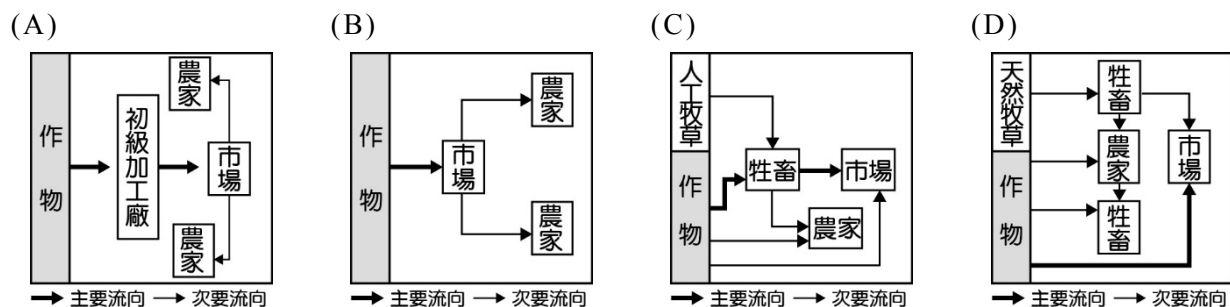 (A)
農家
作物
初級加工廠
市場
農家
主要流向 次要流向
(B)
農家
作物
市場
農家
主要流向 次要流向
(C)
人工牧草
作物
牲畜
市場
農家
主要流向 次要流向
(D)
天然牧草
作物
牲畜
農家
牲畜
市場
主要流向 次要流向